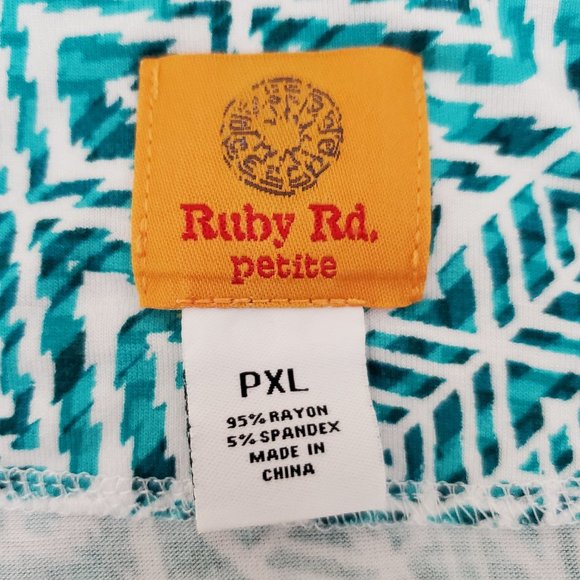 Ruby Rd.
petite
PXL
95% RAYON
5% SPANDEX
MADE IN
CHINA